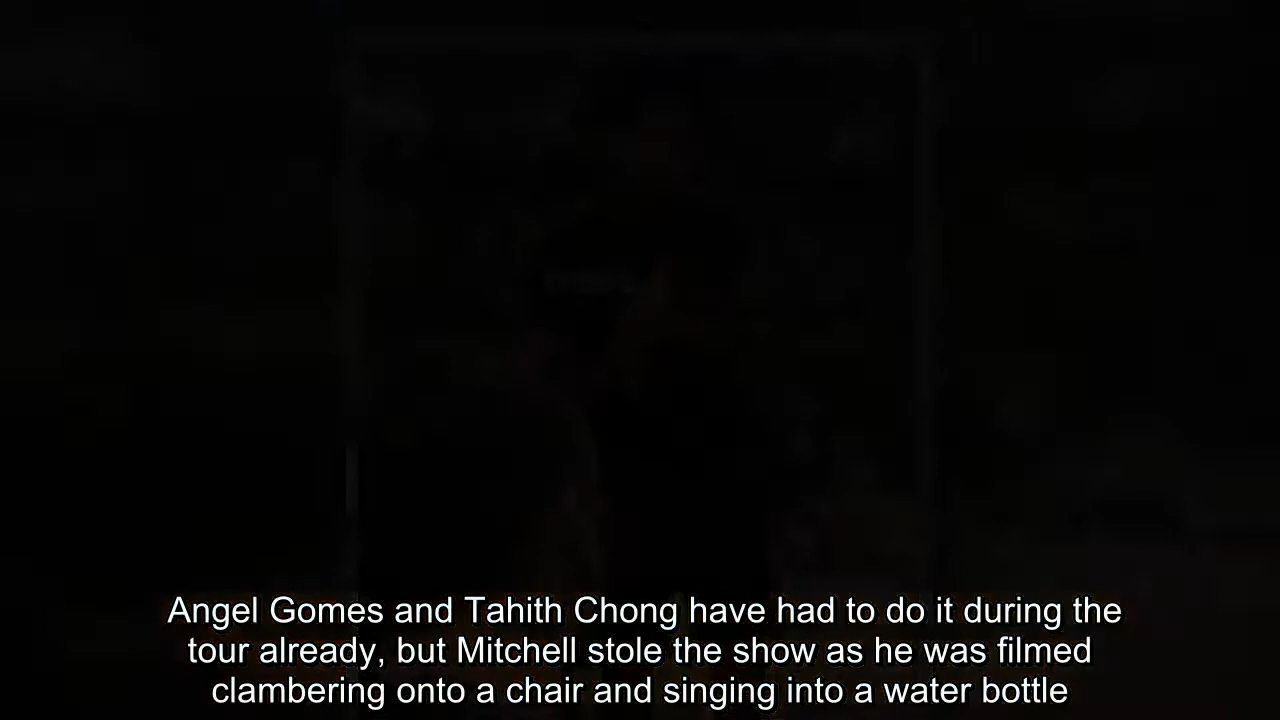 Angel Gomes and Tahith Chong have had to do it during the
tour already, but Mitchell stole the show as he was filmed
clambering onto a chair and singing into a water bottle